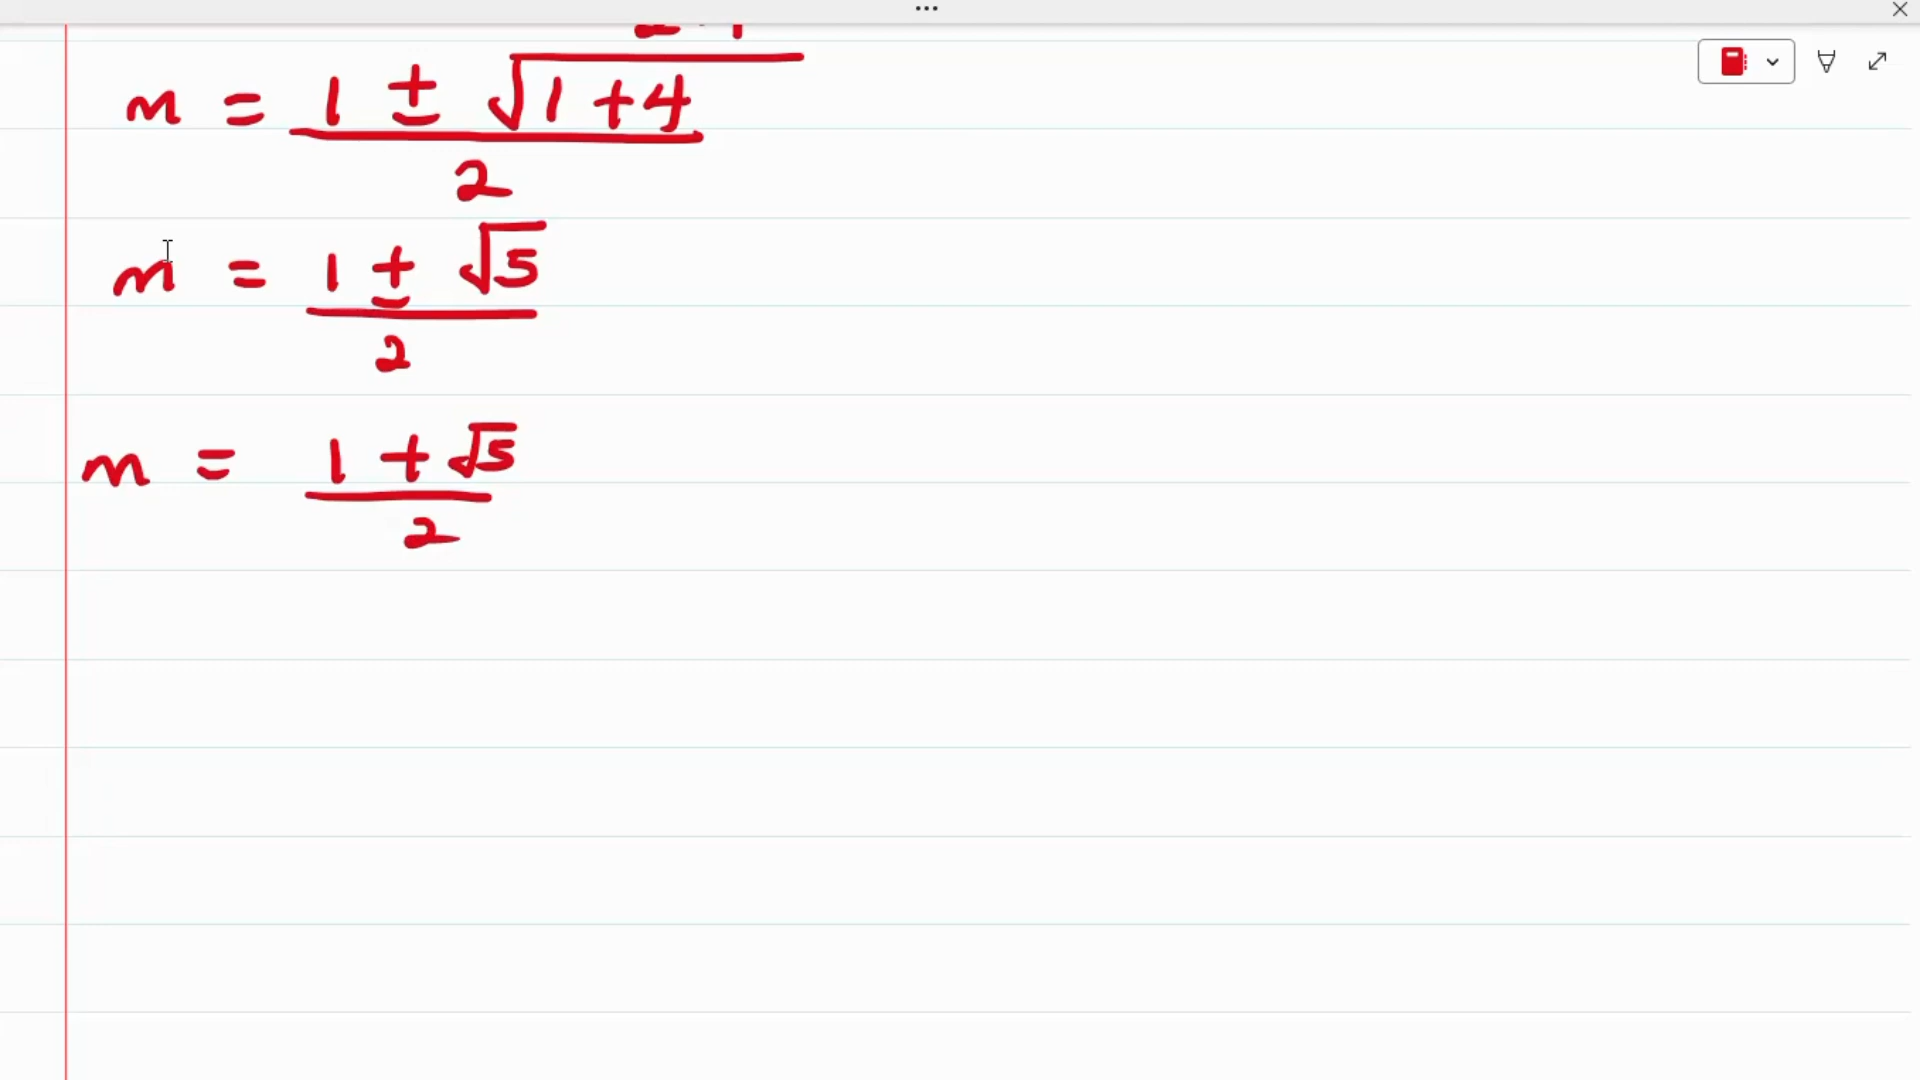 m = 1 ± √1 + 4
2
m = 1 ± √5
2
m = 1 + √5
2